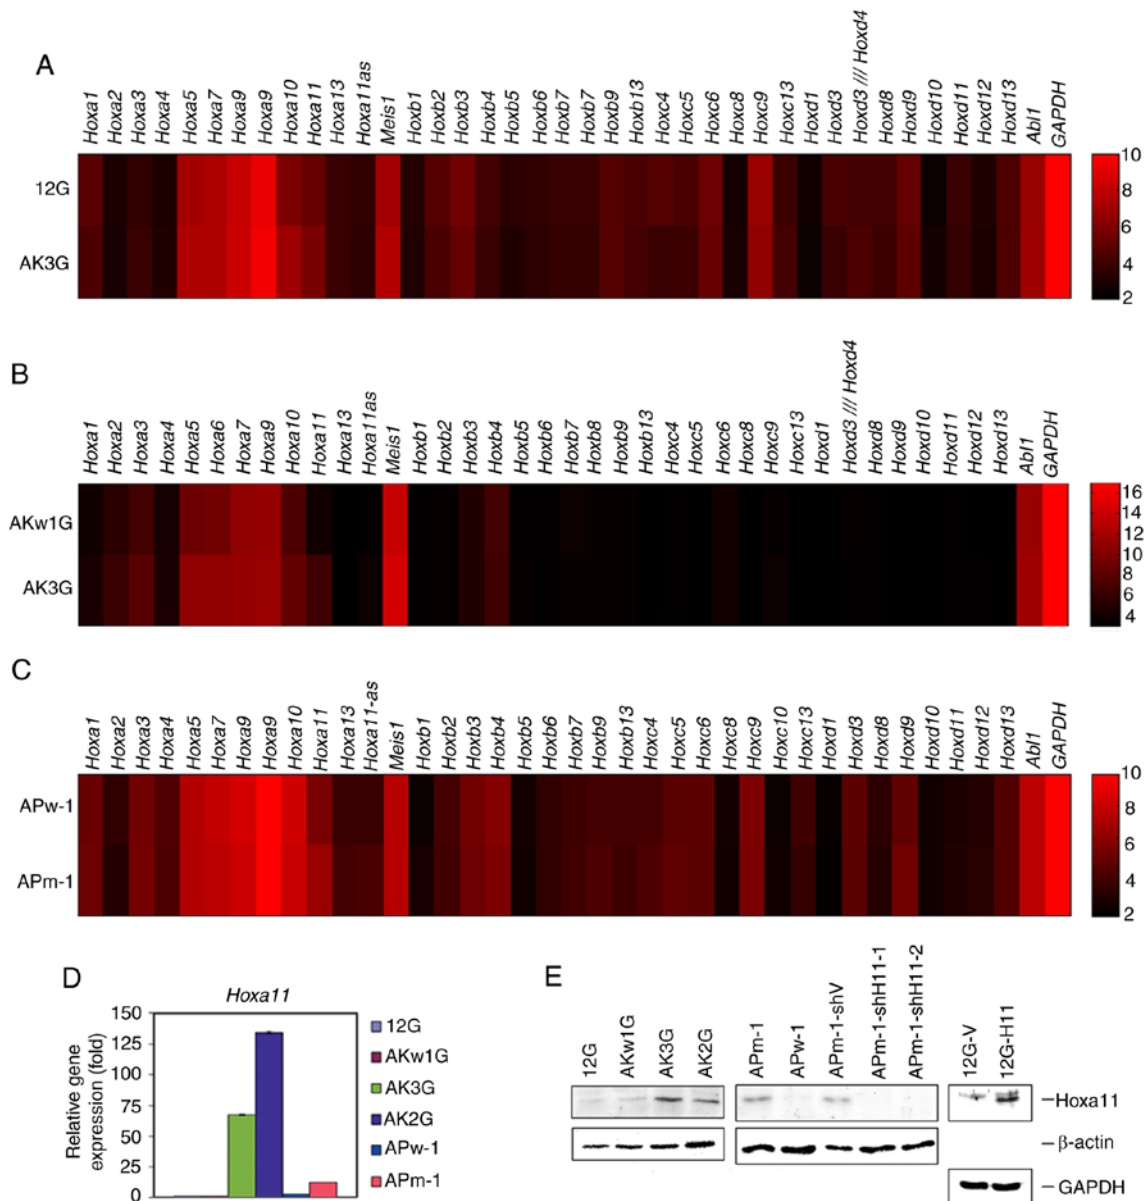 A
Hoxa1 Hoxa2 Hoxa3 Hoxa4 Hoxa5 Hoxa7 Hoxa9 Hoxa9 Hoxa10 Hoxa11 Hoxa13 Hoxa11as Meis1 Hoxb1 Hoxb2 Hoxb3 Hoxb4 Hoxb5 Hoxb6 Hoxb7 Hoxb7 Hoxb9 Hoxb13 Hoxc4 Hoxc5 Hoxc6 Hoxc8 Hoxc9 Hoxc13 Hoxd1 Hoxd3 Hoxd3 /// Hoxd4 Hoxd8 Hoxd9 Hoxd10 Hoxd11 Hoxd12 Hoxd13 Abl1 GAPDH
12G
AK3G
10
8
6
4
2
B
Hoxa1 Hoxa2 Hoxa3 Hoxa4 Hoxa5 Hoxa6 Hoxa7 Hoxa9 Hoxa10 Hoxa11 Hoxa13 Hoxa11as Meis1 Hoxb1 Hoxb2 Hoxb3 Hoxb4 Hoxb5 Hoxb6 Hoxb7 Hoxb8 Hoxb9 Hoxb13 Hoxc4 Hoxc5 Hoxc6 Hoxc8 Hoxc9 Hoxc13 Hoxd1 Hoxd3 /// Hoxd4 Hoxd8 Hoxd9 Hoxd10 Hoxd11 Hoxd12 Hoxd13 Abl1 GAPDH
AKw1G
AK3G
16
14
12
10
8
6
4
C
Hoxa1 Hoxa2 Hoxa3 Hoxa4 Hoxa5 Hoxa7 Hoxa9 Hoxa9 Hoxa10 Hoxa11 Hoxa13 Hoxa11-as Meis1 Hoxb1 Hoxb2 Hoxb3 Hoxb4 Hoxb5 Hoxb6 Hoxb7 Hoxb9 Hoxb13 Hoxc4 Hoxc5 Hoxc6 Hoxc8 Hoxc9 Hoxc10 Hoxc13 Hoxd1 Hoxd3 Hoxd8 Hoxd9 Hoxd10 Hoxd11 Hoxd12 Hoxd13 Abl1 GAPDH
APw-1
APm-1
10
8
6
4
2
D
Hoxa11
Relative gene
expression (fold)
150
125
100
75
50
25
0
12G
AKw1G
AK3G
AK2G
APw-1
APm-1
E
12G AKw1G AK3G AK2G APm-1 APw-1 APm-1-shV APm-1-shH11-1 APm-1-shH11-2 12G-V 12G-H11
Hoxa11
β-actin
GAPDH